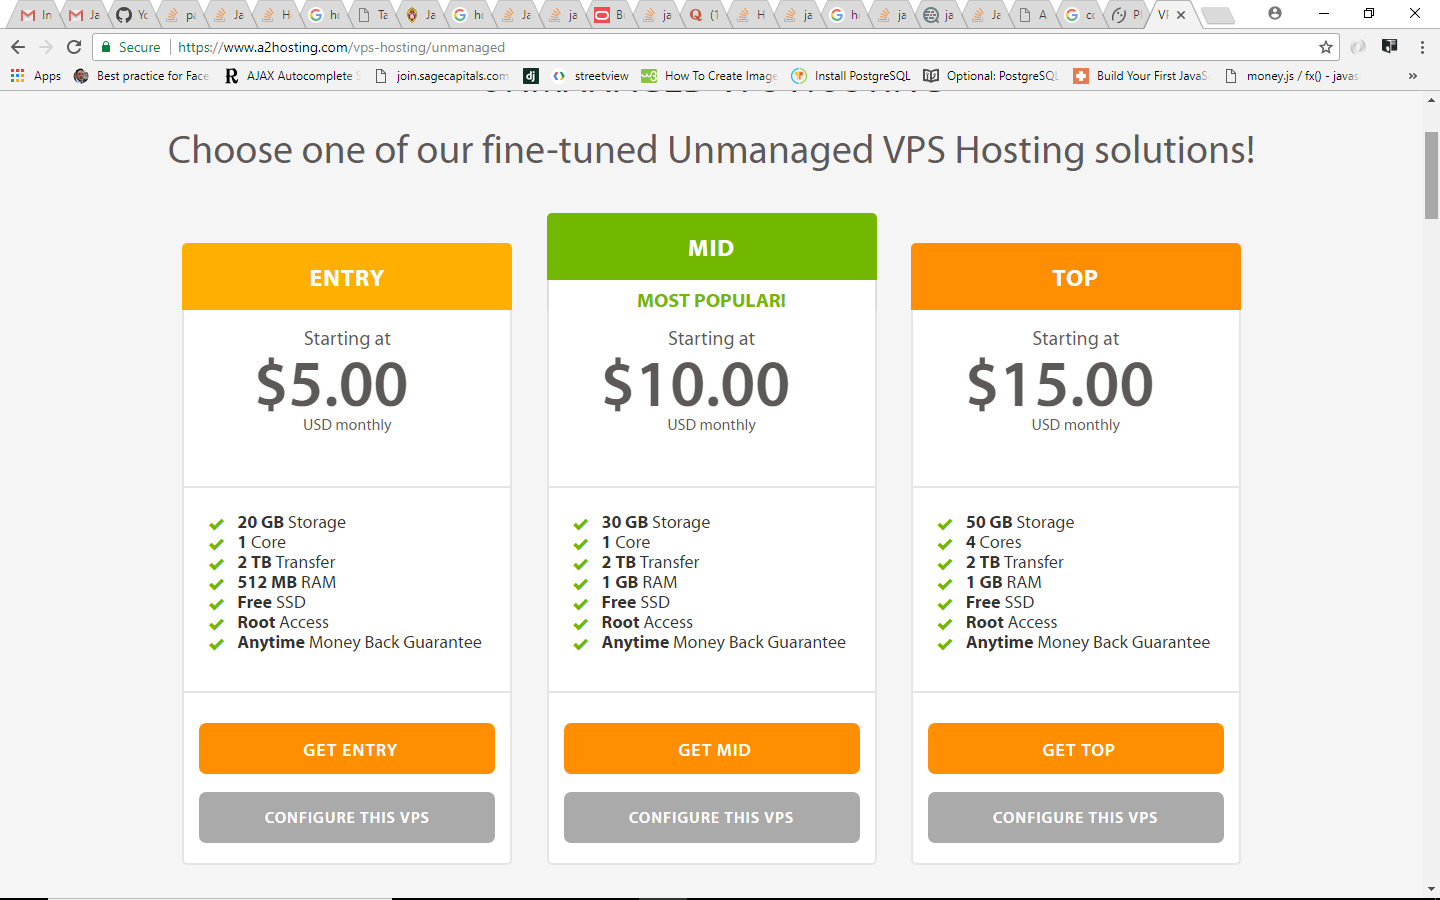 In Ja Yo pa Ja H ho Ta Ja ho Ja ja B ja (1 H ja h ja ja Ja A co Pl VP
Secure https://www.a2hosting.com/vps-hosting/unmanaged
Apps Best practice for Face AJAX Autocomplete S join.sagecapitals.com dj streetview How To Create Image Install PostgreSQL Optional: PostgreSQL Build Your First JavaS money.js / fx() - javas »
Choose one of our fine-tuned Unmanaged VPS Hosting solutions!
ENTRY
Starting at
$5.00
USD monthly
20 GB Storage
1 Core
2 TB Transfer
512 MB RAM
Free SSD
Root Access
Anytime Money Back Guarantee
GET ENTRY
CONFIGURE THIS VPS
MID
MOST POPULAR!
Starting at
$10.00
USD monthly
30 GB Storage
1 Core
2 TB Transfer
1 GB RAM
Free SSD
Root Access
Anytime Money Back Guarantee
GET MID
CONFIGURE THIS VPS
TOP
Starting at
$15.00
USD monthly
50 GB Storage
4 Cores
2 TB Transfer
1 GB RAM
Free SSD
Root Access
Anytime Money Back Guarantee
GET TOP
CONFIGURE THIS VPS